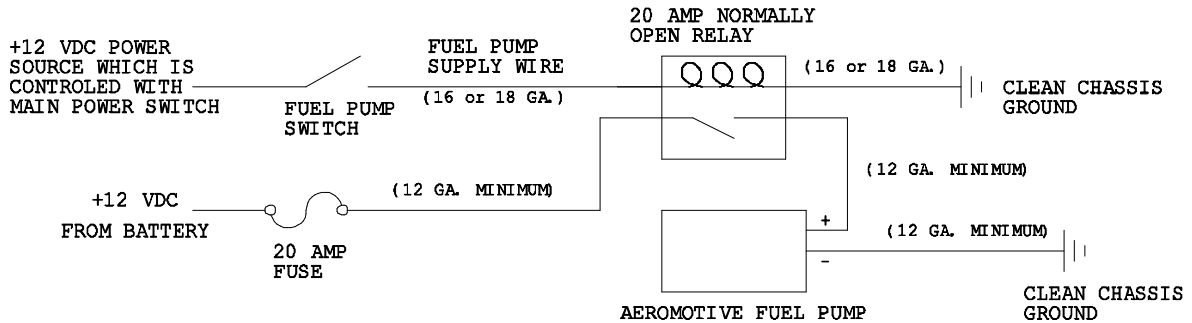 20 AMP NORMALLY
OPEN RELAY
+12 VDC POWER
SOURCE WHICH IS
CONTROLED WITH
MAIN POWER SWITCH
FUEL PUMP
SUPPLY WIRE
(16 or 18 GA.)
FUEL PUMP
SWITCH
(16 or 18 GA.)
CLEAN CHASSIS
GROUND
(12 GA. MINIMUM)
+12 VDC
FROM BATTERY
(12 GA. MINIMUM)
20 AMP
FUSE
+
-
(12 GA. MINIMUM)
CLEAN CHASSIS
GROUND
AEROMOTIVE FUEL PUMP